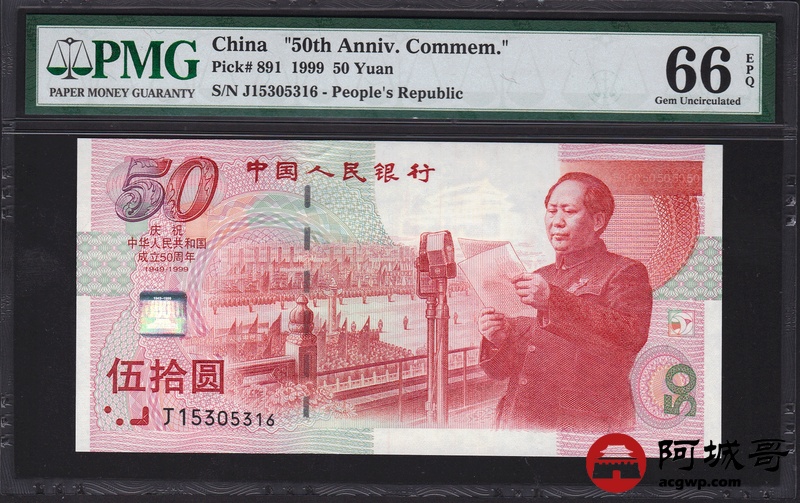 PMG
PAPER MONEY GUARANTY
China "50th Anniv. Commem."
Pick# 891 1999 50 Yuan
S/N J15305316 - People's Republic
66
EPQ
Gem Uncirculated
50
中国人民银行
庆祝
中华人民共和国
成立50周年
1949-1999
伍拾圆
J15305316
50
阿城哥
acgwp.com